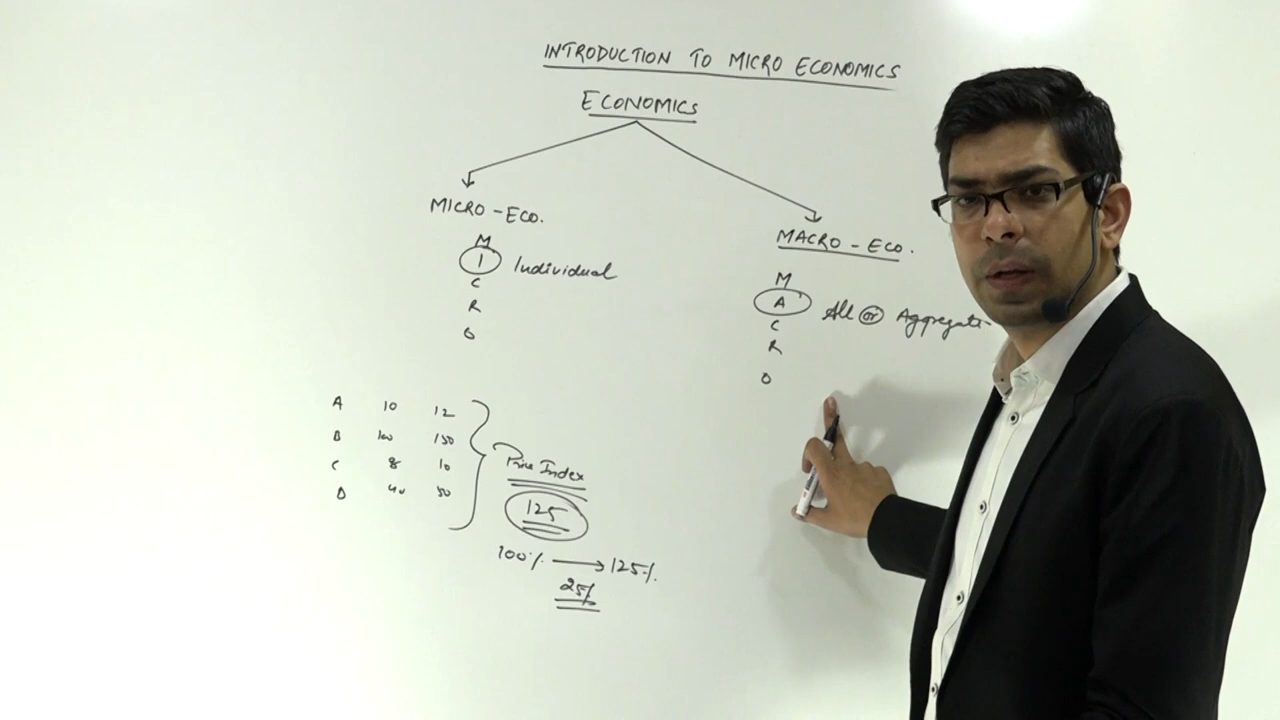 INTRODUCTION TO MICRO ECONOMICS
ECONOMICS
MICRO-ECO.
M
I Individual
C
R
O
MACRO-ECO.
M
A All or Aggregate
C
R
O
A 10 12
B 100 150
C 8 10
D 40 50
Price Index
125
100% → 125%
25%